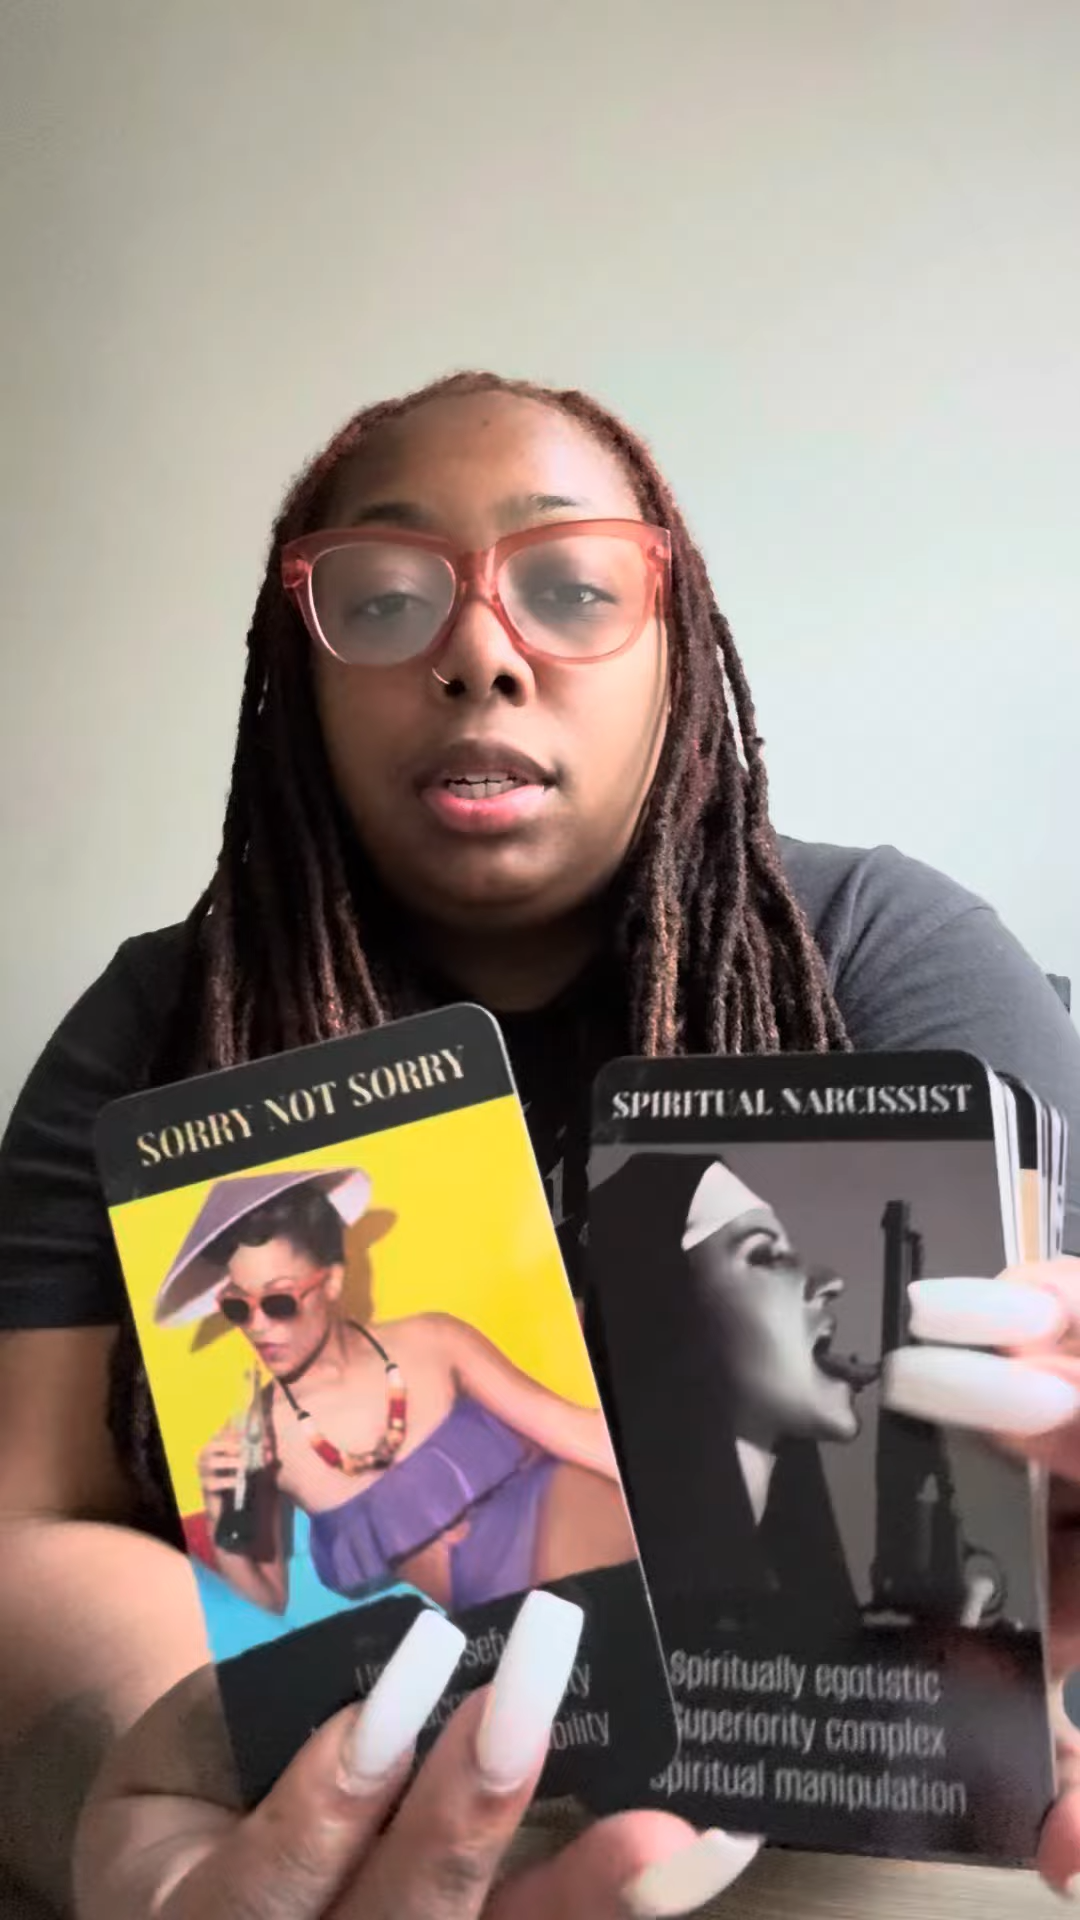 SORRY NOT SORRY
SPIRITUAL NARCISSIST
Spiritually egotistic
Superiority complex
Spiritual manipulation